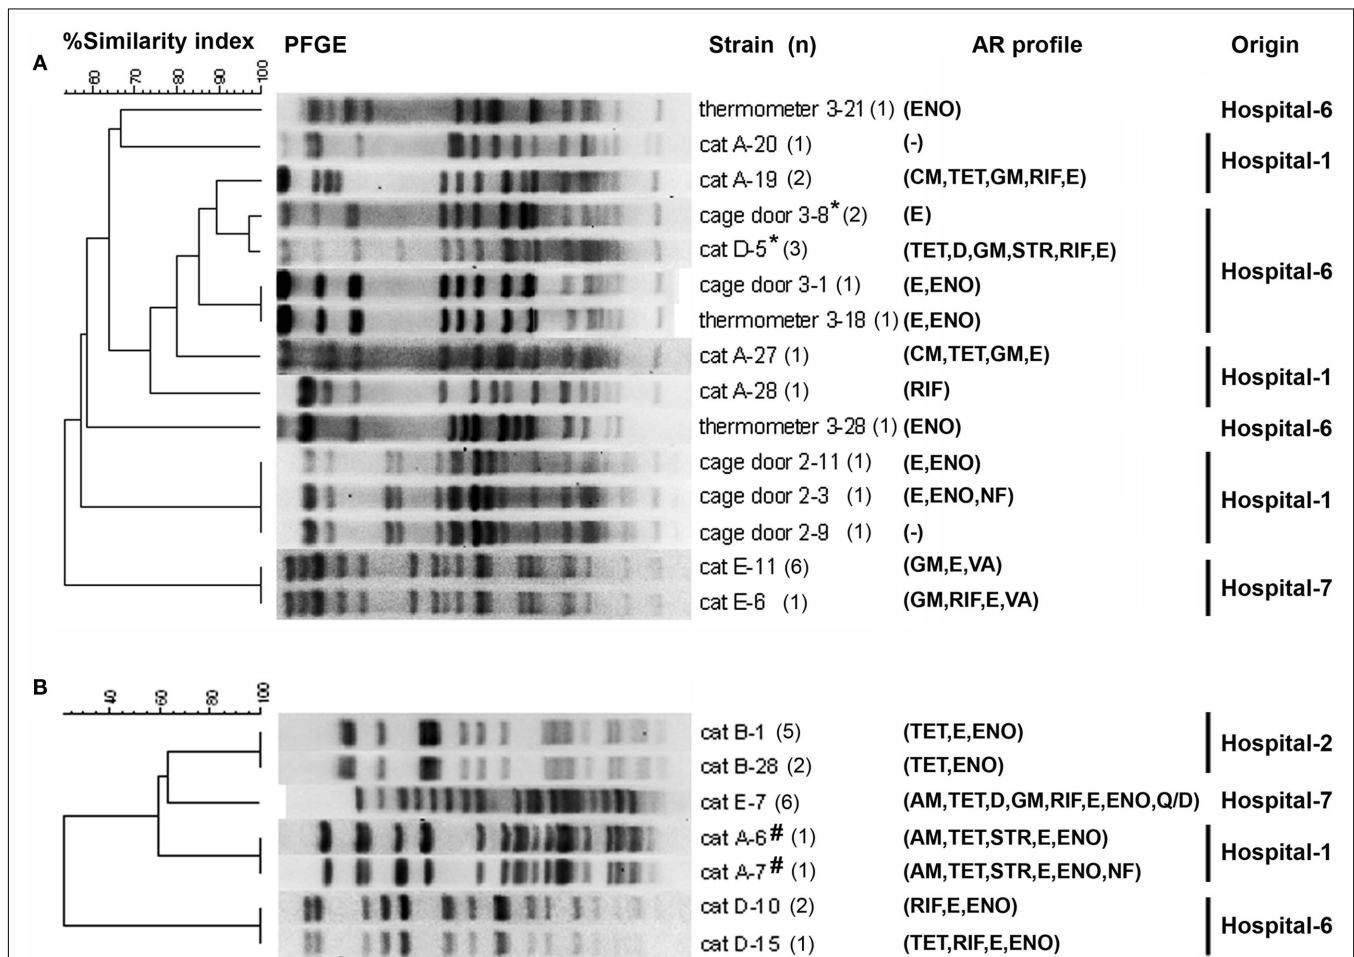 %Similarity index PFGE Strain (n) AR profile Origin
A
60 70 80 90 100
thermometer 3-21 (1) (ENO) Hospital-6
cat A-20 (1) (-)
Hospital-1
cat A-19 (2) (CM,TET,GM,RIF,E)
cage door 3-8* (2) (E)
cat D-5* (3) (TET,D,GM,STR,RIF,E)
Hospital-6
cage door 3-1 (1) (E,ENO)
thermometer 3-18 (1) (E,ENO)
cat A-27 (1) (CM,TET,GM,E)
Hospital-1
cat A-28 (1) (RIF)
thermometer 3-28 (1) (ENO) Hospital-6
cage door 2-11 (1) (E,ENO)
cage door 2-3 (1) (E,ENO,NF) Hospital-1
cage door 2-9 (1) (-)
cat E-11 (6) (GM,E,VA)
Hospital-7
cat E-6 (1) (GM,RIF,E,VA)
B
40 60 80 100
cat B-1 (5) (TET,E,ENO)
Hospital-2
cat B-28 (2) (TET,ENO)
cat E-7 (6) (AM,TET,D,GM,RIF,E,ENO,Q/D) Hospital-7
cat A-6# (1) (AM,TET,STR,E,ENO)
Hospital-1
cat A-7# (1) (AM,TET,STR,E,ENO,NF)
cat D-10 (2) (RIF,E,ENO)
Hospital-6
cat D-15 (1) (TET,RIF,E,ENO)